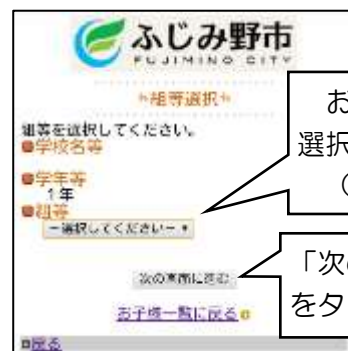 ふじみ野市
FUJIMINO CITY
組等選択
組等を選択してください。
学校名等
学年等
1年
組等
－選択してください－
次の画面に進む
お子様一覧に戻る
戻る
お
選択
（
「次の
をタ